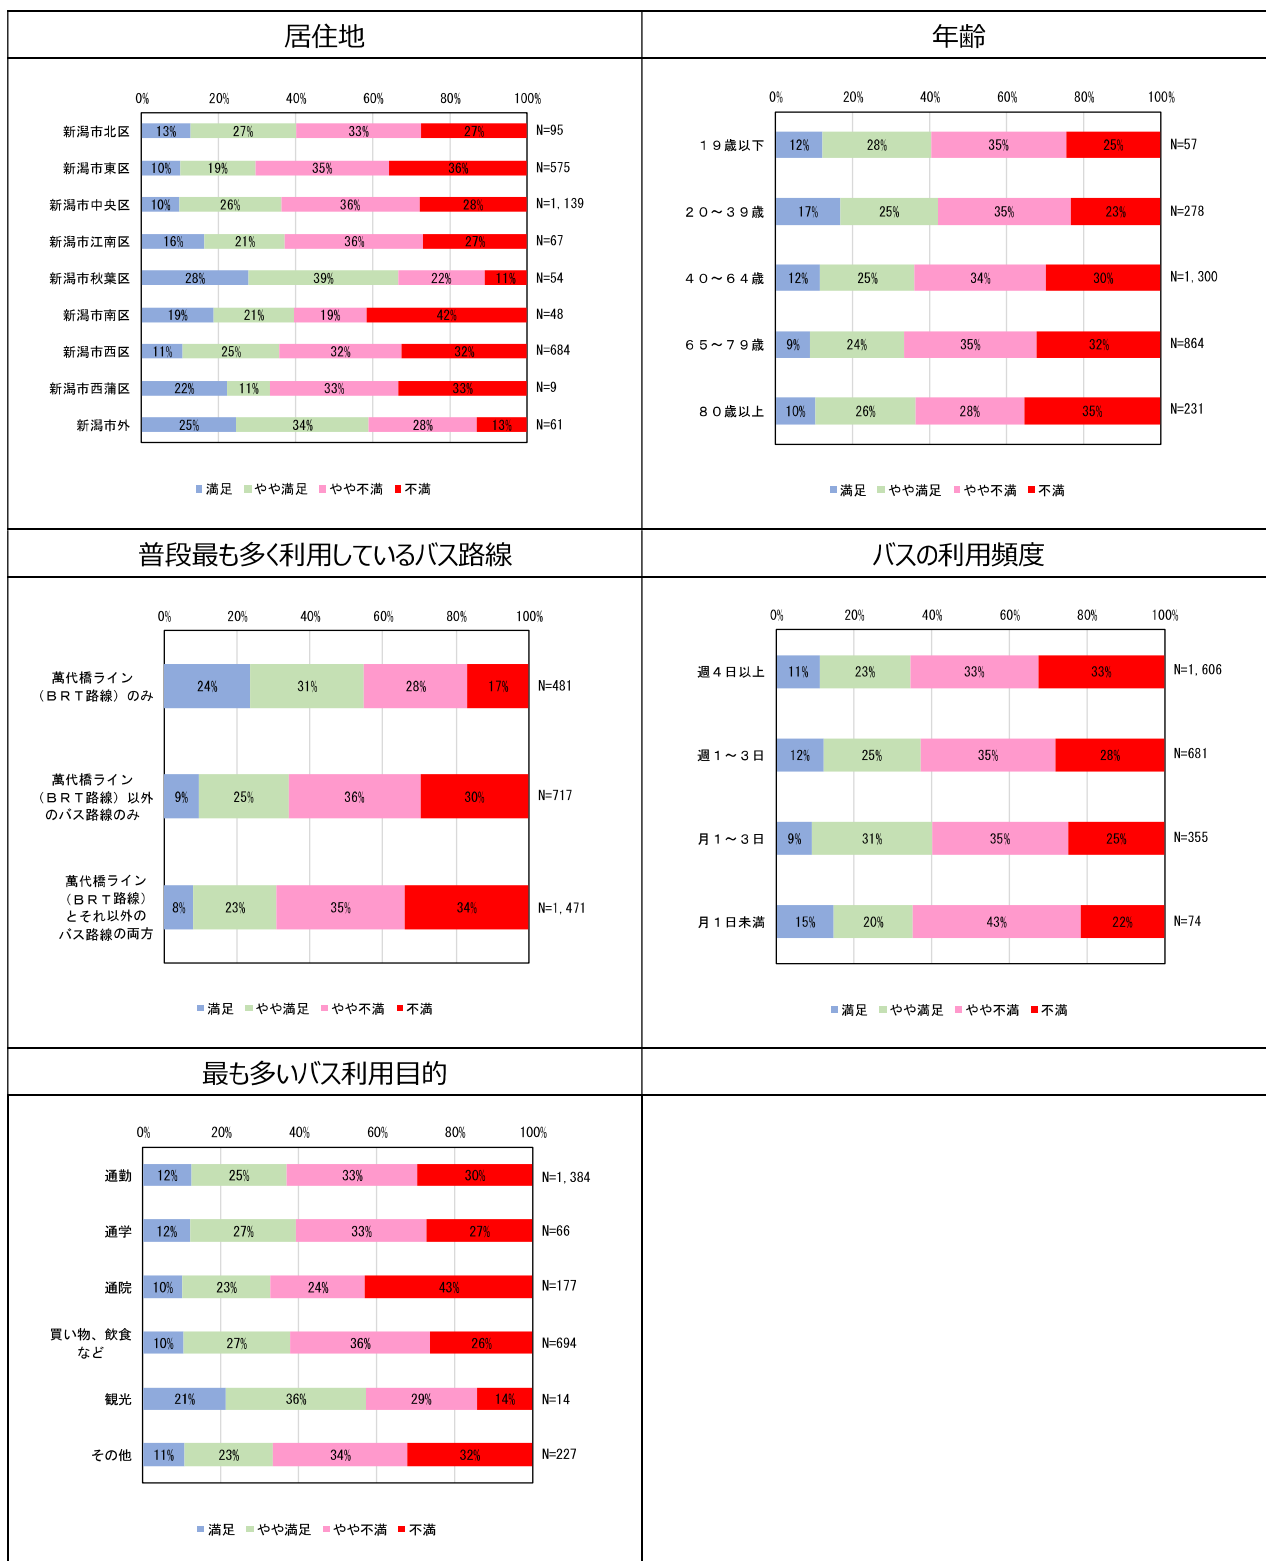 居住地
0% 20% 40% 60% 80% 100%
新潟市北区 13% 27% 33% 27% N=95
新潟市東区 10% 19% 35% 36% N=575
新潟市中央区 10% 26% 36% 28% N=1,139
新潟市江南区 16% 21% 36% 27% N=67
新潟市秋葉区 28% 39% 22% 11% N=54
新潟市南区 19% 21% 19% 42% N=48
新潟市西区 11% 25% 32% 32% N=684
新潟市西蒲区 22% 11% 33% 33% N=9
新潟市外 25% 34% 28% 13% N=61
満足 やや満足 やや不満 不満
年齢
0% 20% 40% 60% 80% 100%
19歳以下 12% 28% 35% 25% N=57
20～39歳 17% 25% 35% 23% N=278
40～64歳 12% 25% 34% 30% N=1,300
65～79歳 9% 24% 35% 32% N=864
80歳以上 10% 26% 28% 35% N=231
満足 やや満足 やや不満 不満
普段最も多く利用しているバス路線
0% 20% 40% 60% 80% 100%
萬代橋ライン
（BRT路線）のみ
24% 31% 28% 17% N=481
萬代橋ライン
（BRT路線）以外
のバス路線のみ
9% 25% 36% 30% N=717
萬代橋ライン
（BRT路線）
とそれ以外の
バス路線の両方
8% 23% 35% 34% N=1,471
満足 やや満足 やや不満 不満
バスの利用頻度
0% 20% 40% 60% 80% 100%
週4日以上 11% 23% 33% 33% N=1,606
週1～3日 12% 25% 35% 28% N=681
月1～3日 9% 31% 35% 25% N=355
月1日未満 15% 20% 43% 22% N=74
満足 やや満足 やや不満 不満
最も多いバス利用目的
0% 20% 40% 60% 80% 100%
通勤 12% 25% 33% 30% N=1,384
通学 12% 27% 33% 27% N=66
通院 10% 23% 24% 43% N=177
買い物、飲食
など
10% 27% 36% 26% N=694
観光 21% 36% 29% 14% N=14
その他 11% 23% 34% 32% N=227
満足 やや満足 やや不満 不満